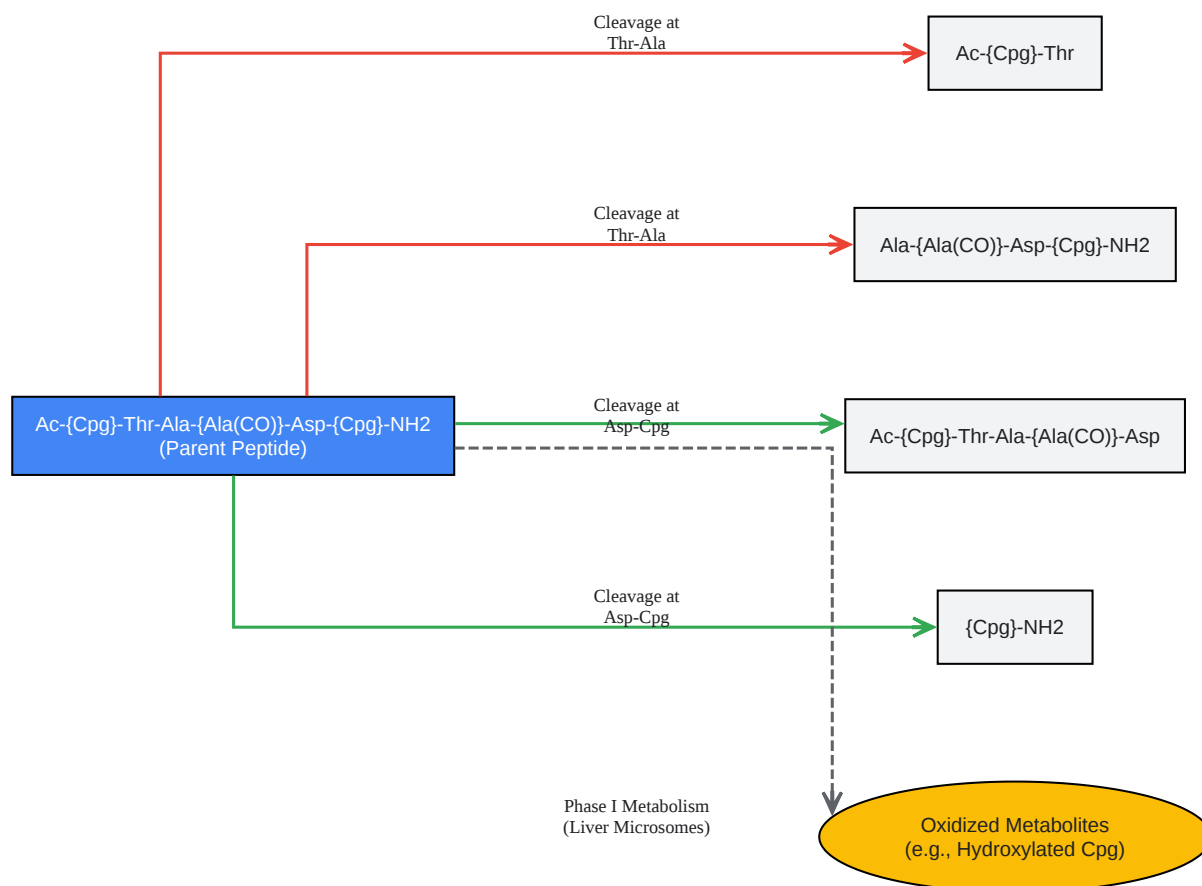 Cleavage at
Thr-Ala
Ac-{Cpg}-Thr
Cleavage at
Thr-Ala
Ala-{Ala(CO)}-Asp-{Cpg}-NH2
Ac-{Cpg}-Thr-Ala-{Ala(CO)}-Asp-{Cpg}-NH2
(Parent Peptide)
Cleavage at
Asp-Cpg
Ac-{Cpg}-Thr-Ala-{Ala(CO)}-Asp
Cleavage at
Asp-Cpg
{Cpg}-NH2
Phase I Metabolism
(Liver Microsomes)
Oxidized Metabolites
(e.g., Hydroxylated Cpg)